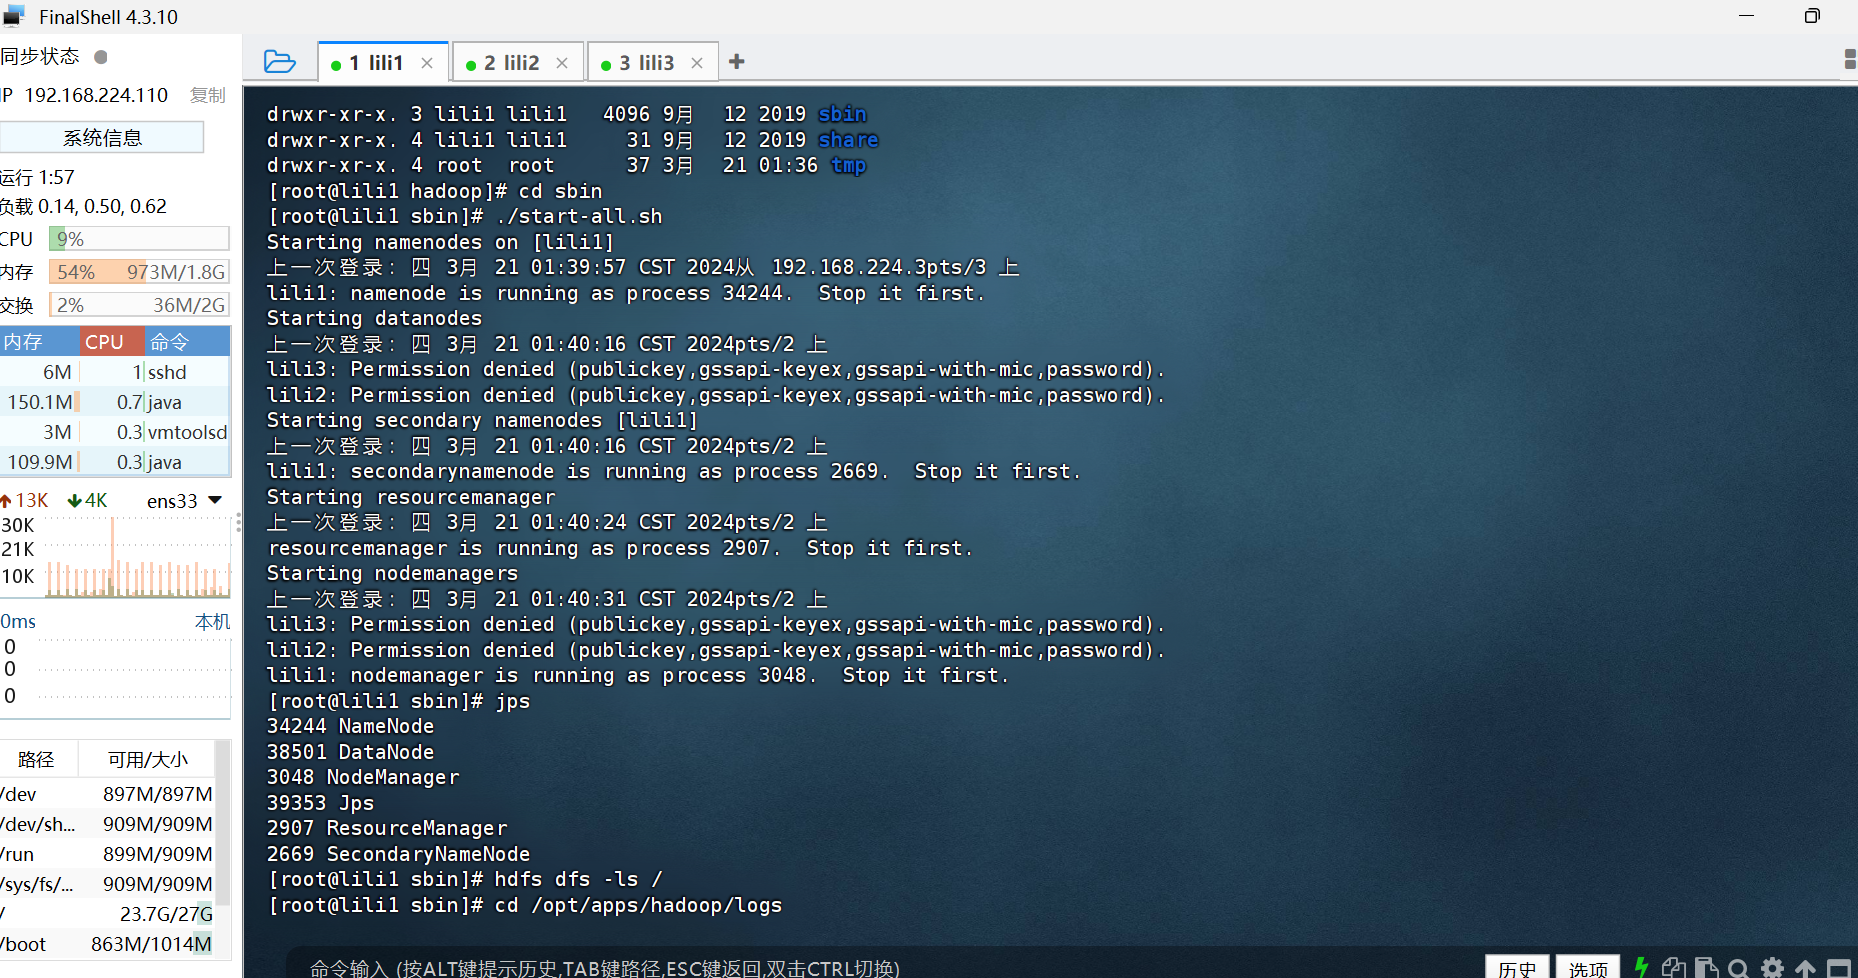 FinalShell 4.3.10
同步状态
IP 192.168.224.110 复制
系统信息
运行 1:57
负载 0.14, 0.50, 0.62
CPU 9%
内存 54% 973M/1.8G
交换 2% 36M/2G
内存 CPU 命令
6M 1 sshd
150.1M 0.7 java
3M 0.3 vmtoolsd
109.9M 0.3 java
13K 4K ens33
30K
21K
10K
0ms 本机
0
0
0
路径 可用/大小
/dev 897M/897M
/dev/sh... 909M/909M
/run 899M/909M
/sys/fs/... 909M/909M
/ 23.7G/27G
/boot 863M/1014M
1 lili1
2 lili2
3 lili3
drwxr-xr-x. 3 lili1 lili1 4096 9月 12 2019 sbin
drwxr-xr-x. 4 lili1 lili1 31 9月 12 2019 share
drwxr-xr-x. 4 root root 37 3月 21 01:36 tmp
[root@lili1 hadoop]# cd sbin
[root@lili1 sbin]# ./start-all.sh
Starting namenodes on [lili1]
上一次登录：四 3月 21 01:39:57 CST 2024从 192.168.224.3pts/3 上
lili1: namenode is running as process 34244.  Stop it first.
Starting datanodes
上一次登录：四 3月 21 01:40:16 CST 2024pts/2 上
lili3: Permission denied (publickey,gssapi-keyex,gssapi-with-mic,password).
lili2: Permission denied (publickey,gssapi-keyex,gssapi-with-mic,password).
Starting secondary namenodes [lili1]
上一次登录：四 3月 21 01:40:16 CST 2024pts/2 上
lili1: secondarynamenode is running as process 2669.  Stop it first.
Starting resourcemanager
上一次登录：四 3月 21 01:40:24 CST 2024pts/2 上
resourcemanager is running as process 2907.  Stop it first.
Starting nodemanagers
上一次登录：四 3月 21 01:40:31 CST 2024pts/2 上
lili3: Permission denied (publickey,gssapi-keyex,gssapi-with-mic,password).
lili2: Permission denied (publickey,gssapi-keyex,gssapi-with-mic,password).
lili1: nodemanager is running as process 3048.  Stop it first.
[root@lili1 sbin]# jps
34244 NameNode
38501 DataNode
3048 NodeManager
39353 Jps
2907 ResourceManager
2669 SecondaryNameNode
[root@lili1 sbin]# hdfs dfs -ls /
[root@lili1 sbin]# cd /opt/apps/hadoop/logs
命令输入 (按ALT键提示历史,TAB键路径,ESC键返回,双击CTRL切换)
历史 选项